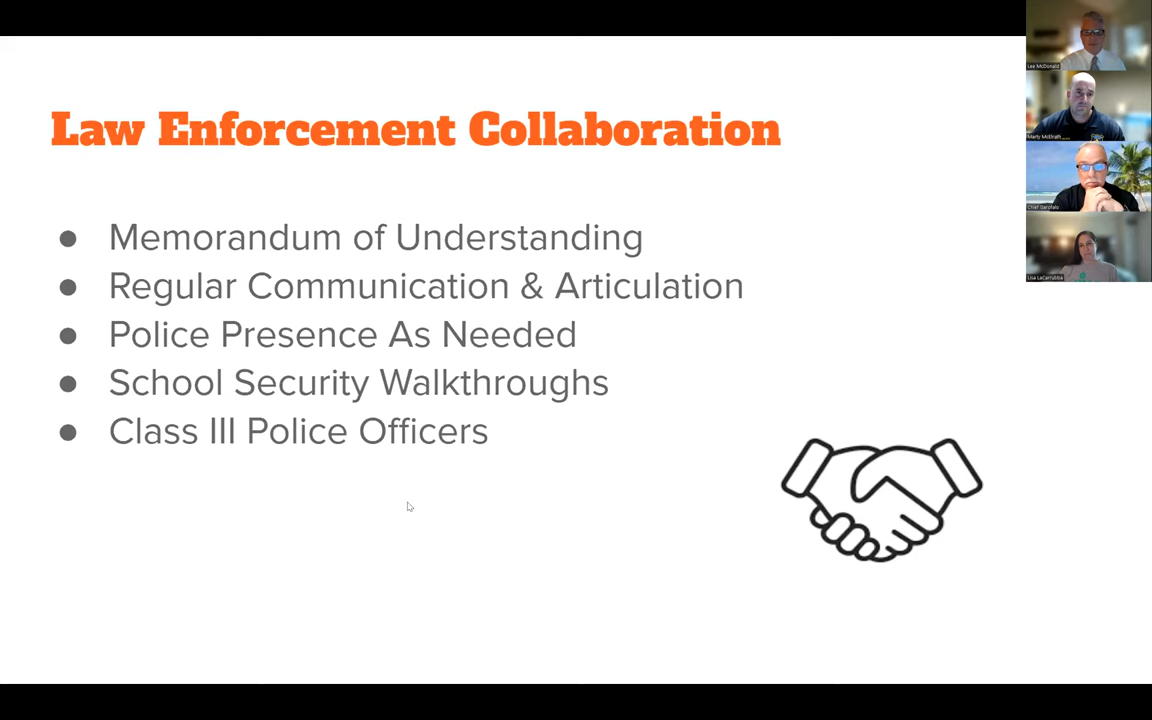 Law Enforcement Collaboration
● Memorandum of Understanding
● Regular Communication & Articulation
● Police Presence As Needed
● School Security Walkthroughs
● Class III Police Officers
Lee McDonald
Marty McElrath
Chief Garofalo
Lisa LaCarrubba